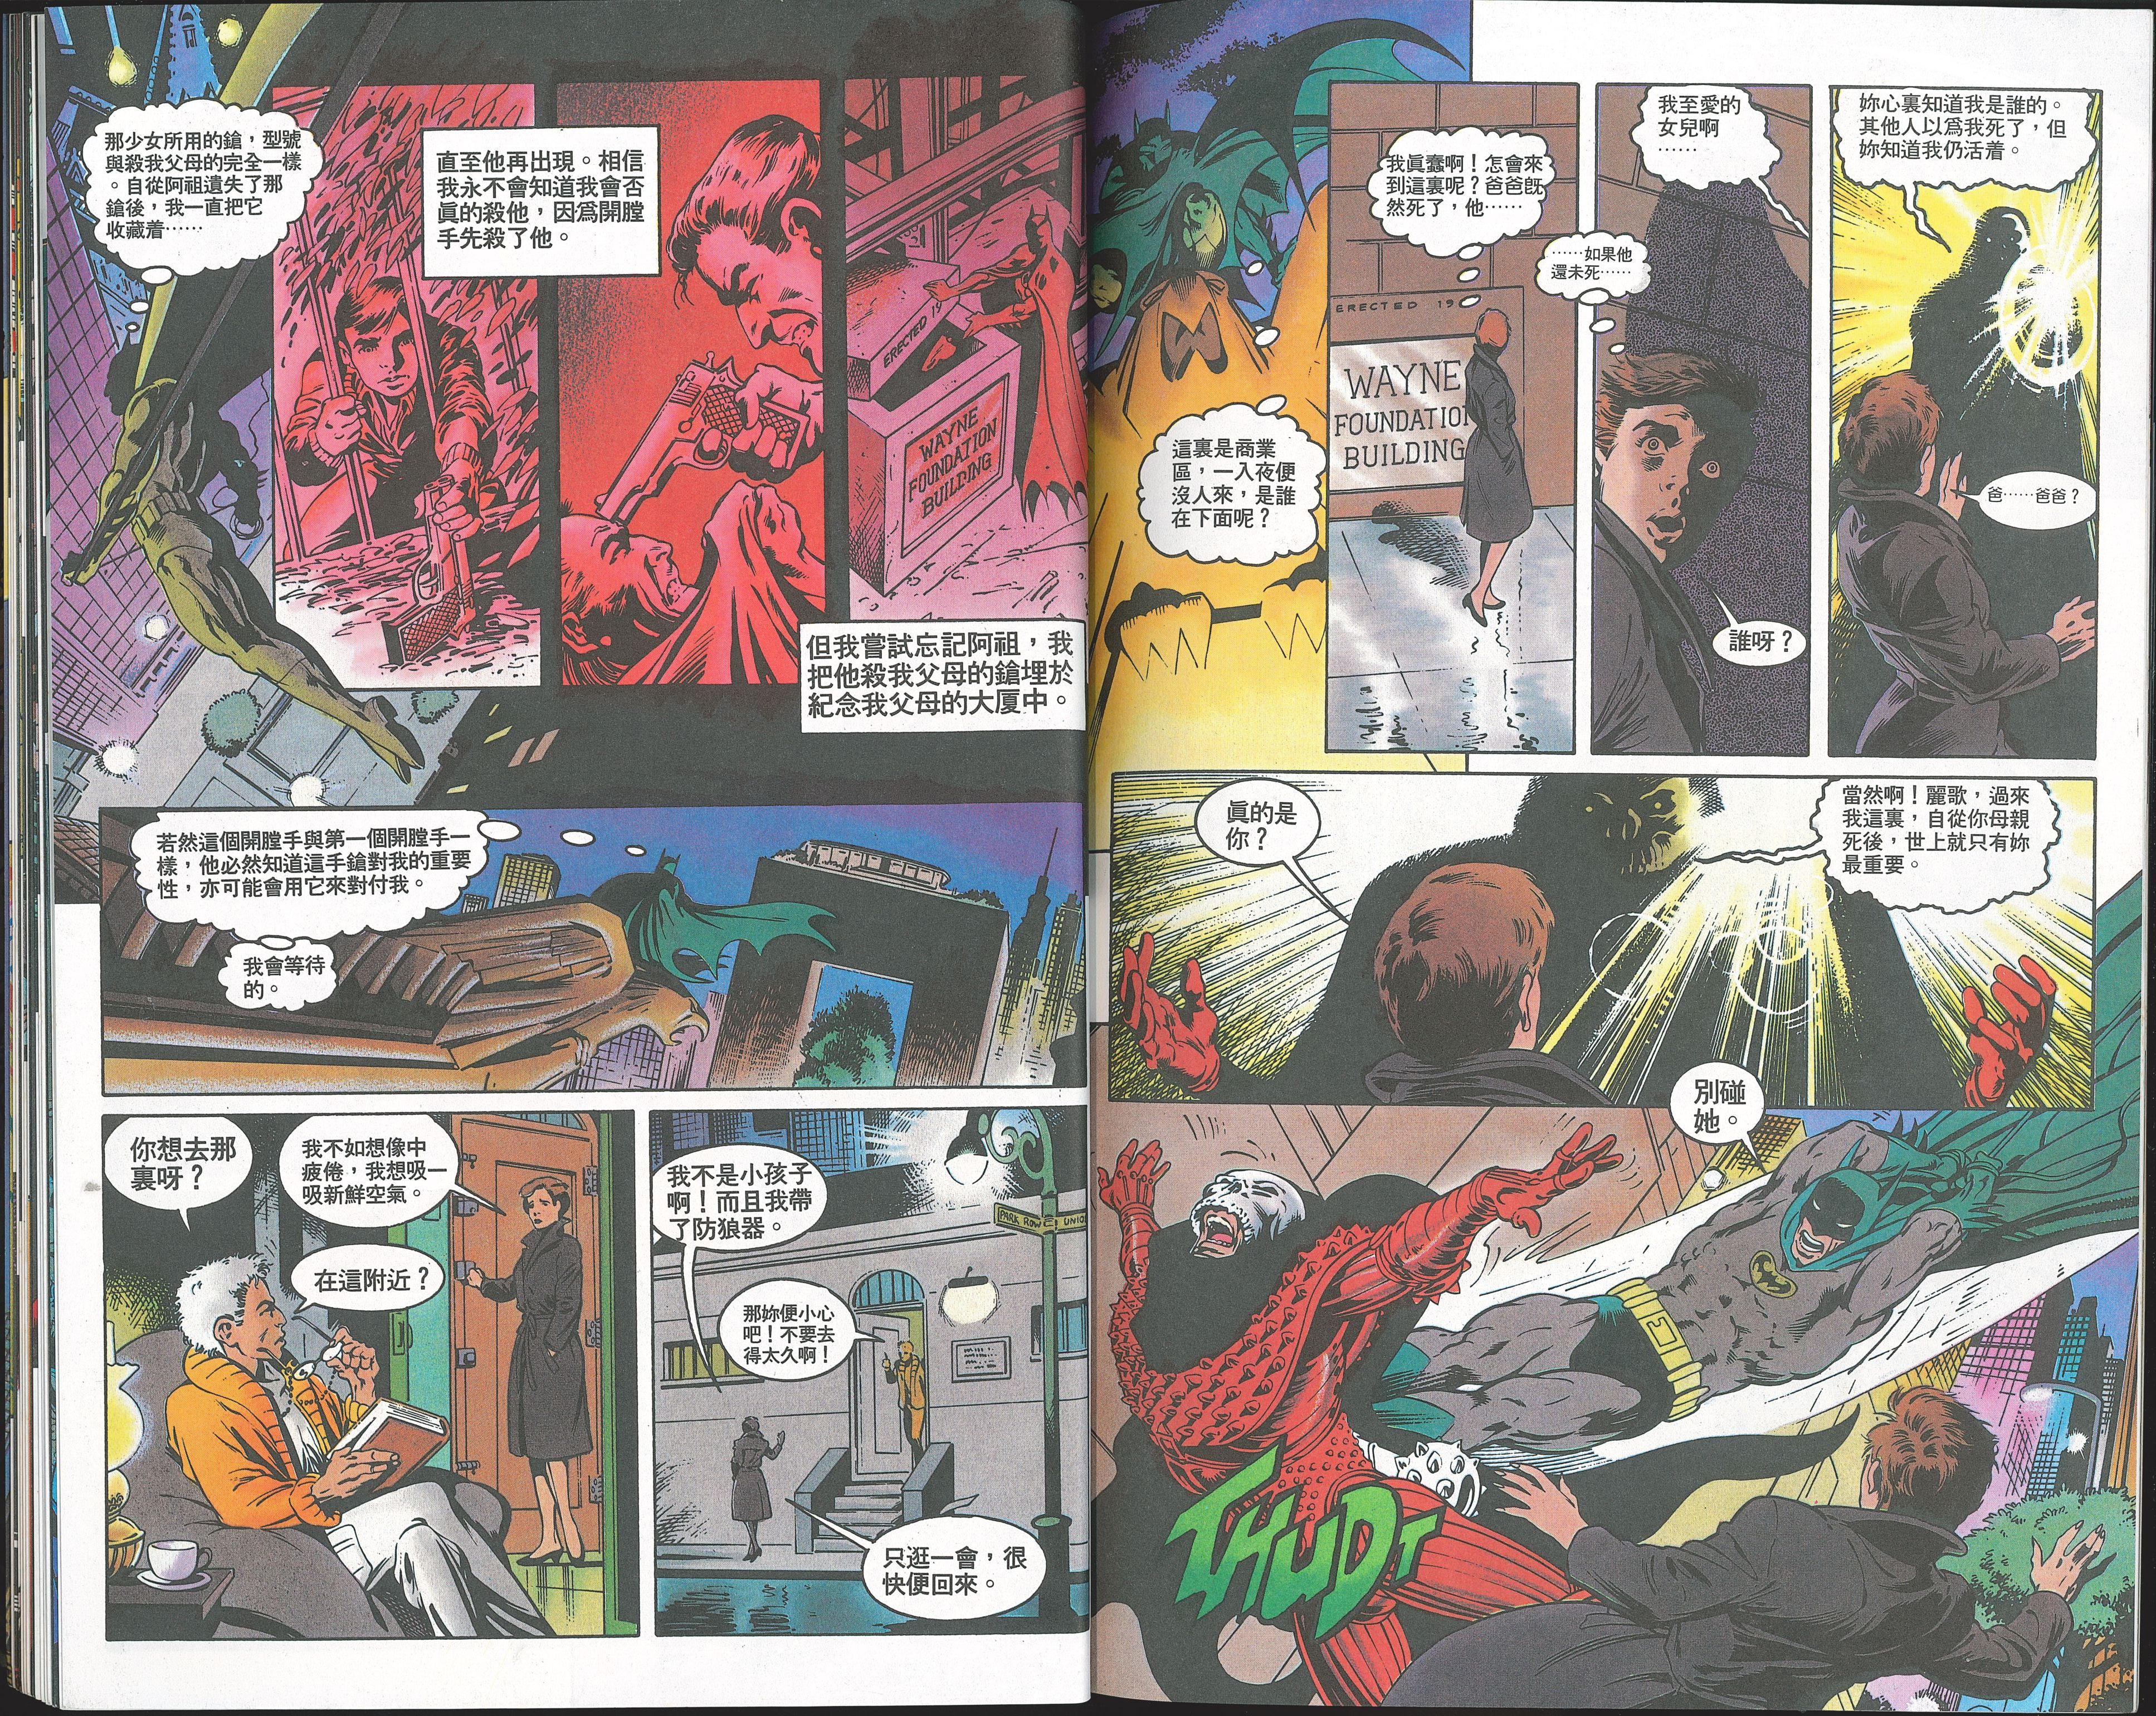 那少女所用的鎗，型號
與殺我父母的完全一樣
。自從阿祖遺失了那
鎗後，我一直把它
收藏着……
直至他再出現。相信
我永不會知道我會否
眞的殺他，因爲開膛
手先殺了他。
ERECTED 19
WAYNE
FOUNDATION
BUILDING
但我嘗試忘記阿祖，我
把他殺我父母的鎗埋於
紀念我父母的大厦中。
若然這個開膛手與第一個開膛手一
樣，他必然知道這手鎗對我的重要
性，亦可能會用它來對付我。
我會等待
的。
你想去那
裏呀？
我不如想像中
疲倦，我想吸一
吸新鮮空氣。
在這附近？
我不是小孩子
啊！而且我帶
了防狼器。
PARK ROW
UNION
那妳便小心
吧！不要去
得太久啊！
只逛一會，很
快便回來。
這裏是商業
區，一入夜便
沒人來，是誰
在下面呢？
我眞蠢啊！怎會來
到這裏呢？爸爸旣
然死了，他……
……如果他
還未死……
ERECTED 19
WAYNE
FOUNDATION
BUILDING
我至愛的
女兒啊
……
誰呀？
妳心裏知道我是誰的。
其他人以爲我死了，但
妳知道我仍活着。
爸……爸爸？
眞的是
你？
當然啊！麗歌，過來
我這裏，自從你母親
死後，世上就只有妳
最重要。
別碰
她。
THUDT